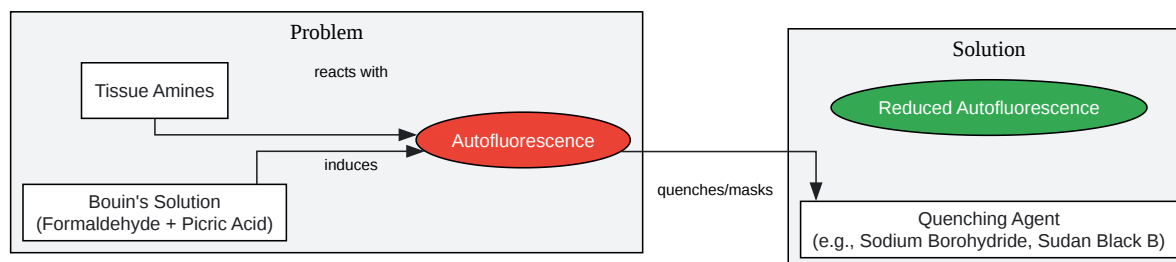 Problem
reacts with
Tissue Amines
Autofluorescence
induces
Bouin's Solution
(Formaldehyde + Picric Acid)
quenches/masks
Solution
Reduced Autofluorescence
Quenching Agent
(e.g., Sodium Borohydride, Sudan Black B)